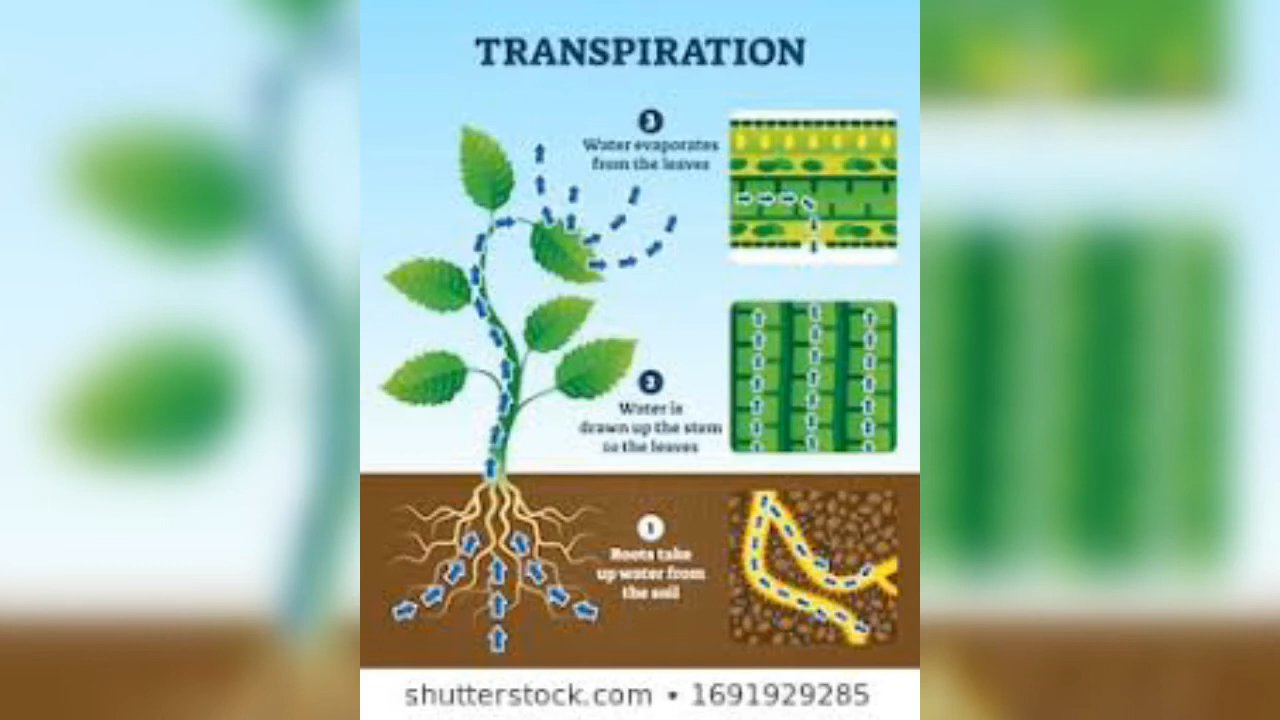 TRANSPIRATION
3
Water evaporates
from the leaves
2
Water is
drawn up the stem
to the leaves
1
Roots take
up water from
the soil
shutterstock.com • 1691929285